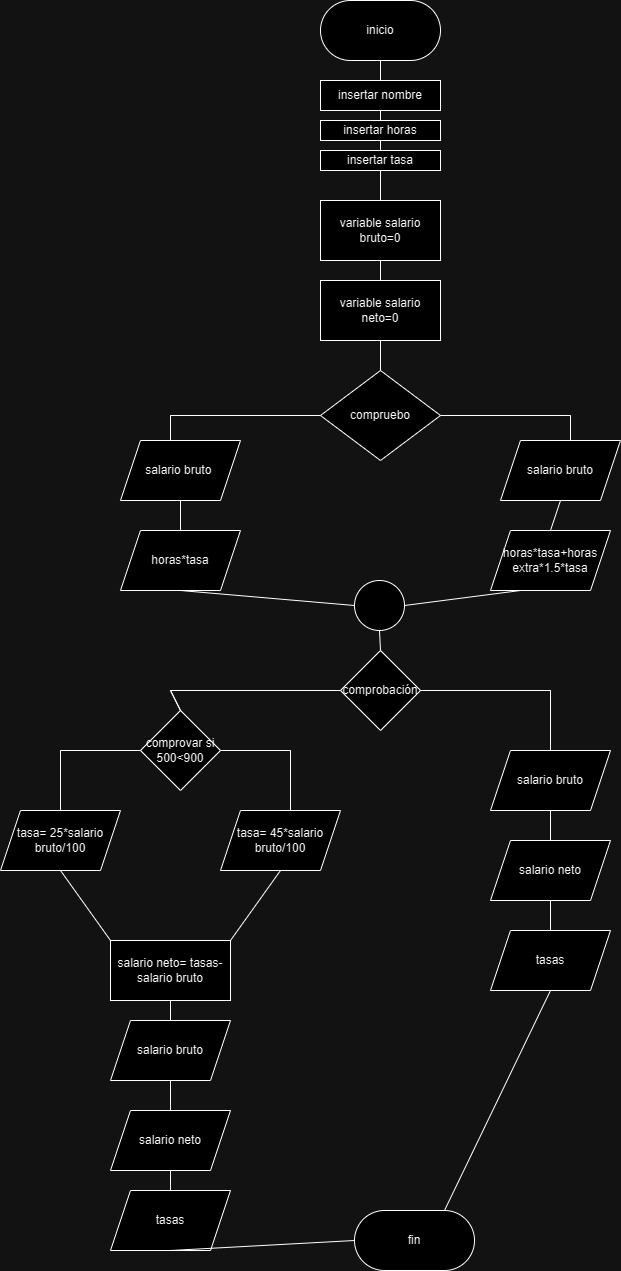 inicio
insertar nombre
insertar horas
insertar tasa
variable salario
bruto=0
variable salario
neto=0
compruebo
salario bruto
salario bruto
horas*tasa
horas*tasa+horas
extra*1.5*tasa
comprobación
comprovar si
500<900
salario bruto
tasa= 25*salario
bruto/100
tasa= 45*salario
bruto/100
salario neto
tasas
salario neto= tasas-
salario bruto
salario bruto
salario neto
tasas
fin